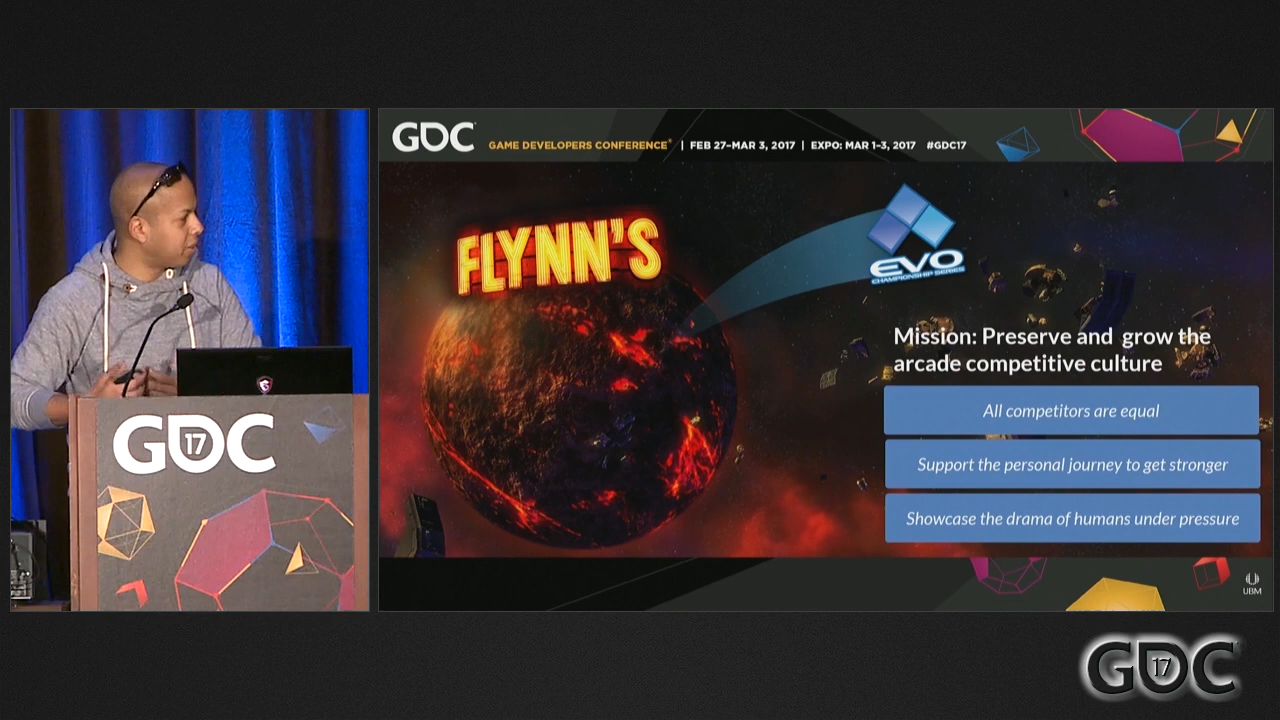 GDC
GAME DEVELOPERS CONFERENCE® | FEB 27–MAR 3, 2017 | EXPO: MAR 1-3, 2017 #GDC17
FLYNN'S
EVO
CHAMPIONSHIP SERIES
Mission: Preserve and grow the
arcade competitive culture
All competitors are equal
Support the personal journey to get stronger
Showcase the drama of humans under pressure
GDC
17
UBM
GDC
17